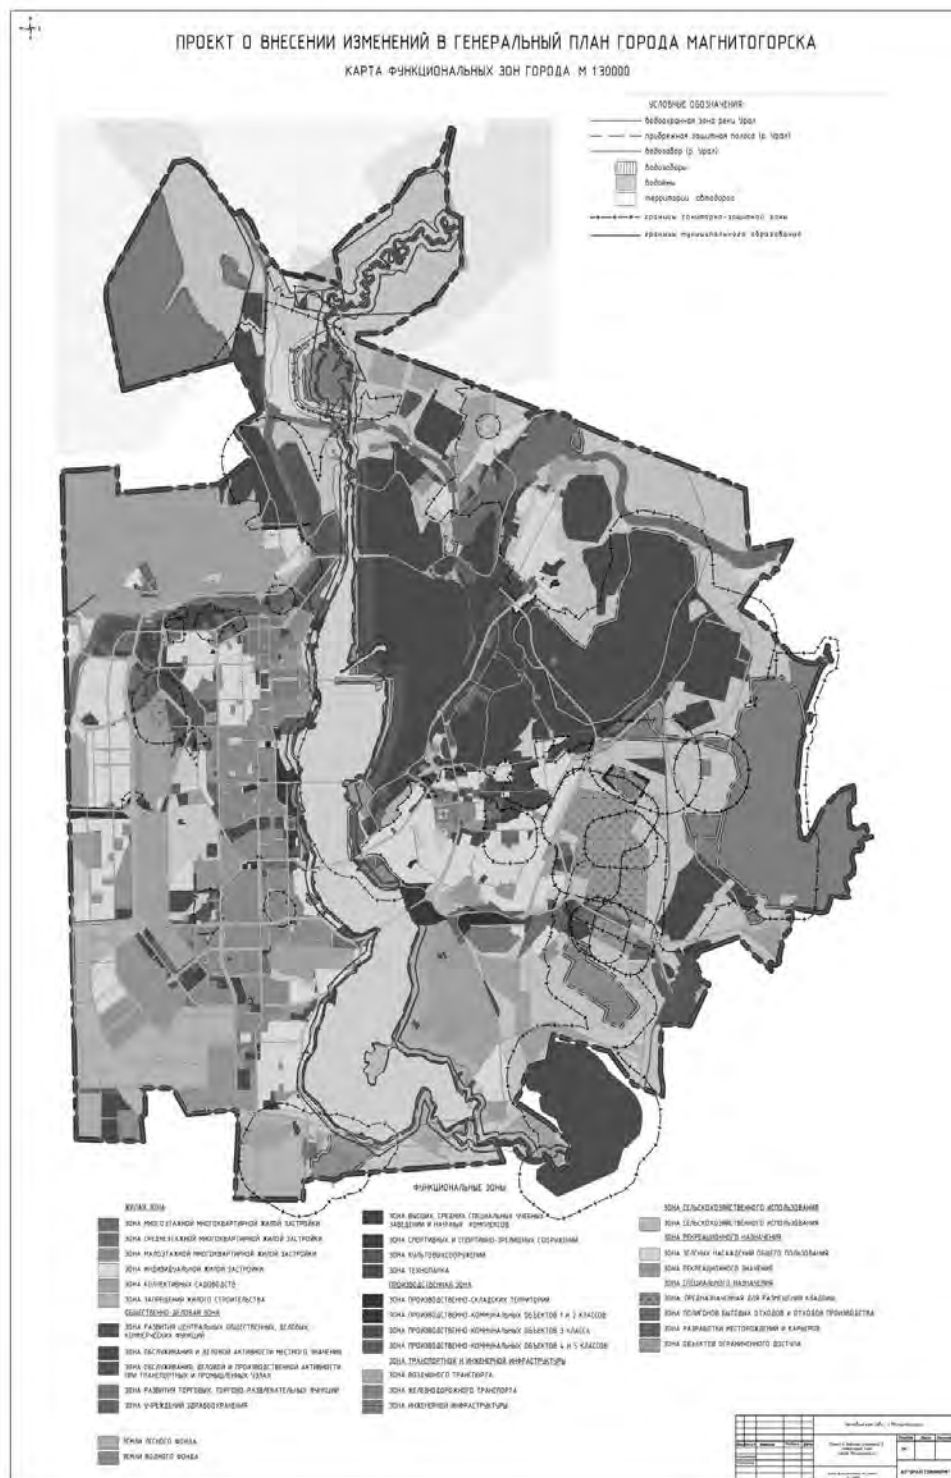 ПРОЕКТ О ВНЕСЕНИИ ИЗМЕНЕНИЙ В ГЕНЕРАЛЬНЫЙ ПЛАН ГОРОДА МАГНИТОГОРСКА
КАРТА ФУНКЦИОНАЛЬНЫХ ЗОН ГОРОДА М 1:30000
УСЛОВНЫЕ ОБОЗНАЧЕНИЯ:
водоохранная зона реки Урал
прибрежная защитная полоса (р. Урал)
водозабор (р. Урал)
водозаборы
водоёмы
территории автодорог
границы санитарно-защитной зоны
границы муниципального образования
ФУНКЦИОНАЛЬНЫЕ ЗОНЫ
ЖИЛАЯ ЗОНА
ЗОНА МНОГОЭТАЖНОЙ МНОГОКВАРТИРНОЙ ЖИЛОЙ ЗАСТРОЙКИ
ЗОНА СРЕДНЕЭТАЖНОЙ МНОГОКВАРТИРНОЙ ЖИЛОЙ ЗАСТРОЙКИ
ЗОНА МАЛОЭТАЖНОЙ МНОГОКВАРТИРНОЙ ЖИЛОЙ ЗАСТРОЙКИ
ЗОНА ИНДИВИДУАЛЬНОЙ ЖИЛОЙ ЗАСТРОЙКИ
ЗОНА КОЛЛЕКТИВНЫХ САДОВОДСТВ
ЗОНА ЗАПРЕЩЕНИЯ ЖИЛОГО СТРОИТЕЛЬСТВА
ОБЩЕСТВЕННО-ДЕЛОВАЯ ЗОНА
ЗОНА РАЗВИТИЯ ЦЕНТРАЛЬНЫХ ОБЩЕСТВЕННЫХ, ДЕЛОВЫХ,
КОММЕРЧЕСКИХ ФУНКЦИЙ
ЗОНА ОБСЛУЖИВАНИЯ И ДЕЛОВОЙ АКТИВНОСТИ МЕСТНОГО ЗНАЧЕНИЯ
ЗОНА ОБСЛУЖИВАНИЯ, ДЕЛОВОЙ И ПРОИЗВОДСТВЕННОЙ АКТИВНОСТИ
ПРИ ТРАНСПОРТНЫХ И ПРОМЫШЛЕННЫХ УЗЛАХ
ЗОНА РАЗВИТИЯ ТОРГОВЫХ, ТОРГОВО-РАЗВЛЕКАТЕЛЬНЫХ ФУНКЦИЙ
ЗОНА УЧРЕЖДЕНИЙ ЗДРАВООХРАНЕНИЯ
ЗЕМЛИ ЛЕСНОГО ФОНДА
ЗЕМЛИ ВОДНОГО ФОНДА
ЗОНА ВЫСШИХ, СРЕДНИХ СПЕЦИАЛЬНЫХ УЧЕБНЫХ
ЗАВЕДЕНИЙ И НАУЧНЫХ КОМПЛЕКСОВ
ЗОНА СПОРТИВНЫХ И СПОРТИВНО-ЗРЕЛИЩНЫХ СООРУЖЕНИЙ
ЗОНА КУЛЬТОВЫХ СООРУЖЕНИЙ
ЗОНА ТЕХНОПАРКА
ПРОИЗВОДСТВЕННАЯ ЗОНА
ЗОНА ПРОИЗВОДСТВЕННО-СКЛАДСКИХ ТЕРРИТОРИЙ
ЗОНА ПРОИЗВОДСТВЕННО-КОММУНАЛЬНЫХ ОБЪЕКТОВ 1 И 2 КЛАССОВ
ЗОНА ПРОИЗВОДСТВЕННО-КОММУНАЛЬНЫХ ОБЪЕКТОВ 3 КЛАССА
ЗОНА ПРОИЗВОДСТВЕННО-КОММУНАЛЬНЫХ ОБЪЕКТОВ 4 И 5 КЛАССОВ
ЗОНА ТРАНСПОРТНОЙ И ИНЖЕНЕРНОЙ ИНФРАСТРУКТУРЫ
ЗОНА ВОЗДУШНОГО ТРАНСПОРТА
ЗОНА ЖЕЛЕЗНОДОРОЖНОГО ТРАНСПОРТА
ЗОНА ИНЖЕНЕРНОЙ ИНФРАСТРУКТУРЫ
ЗОНА СЕЛЬСКОХОЗЯЙСТВЕННОГО ИСПОЛЬЗОВАНИЯ
ЗОНА СЕЛЬСКОХОЗЯЙСТВЕННОГО ИСПОЛЬЗОВАНИЯ
ЗОНА РЕКРЕАЦИОННОГО НАЗНАЧЕНИЯ
ЗОНА ЗЕЛЕНЫХ НАСАЖДЕНИЙ ОБЩЕГО ПОЛЬЗОВАНИЯ
ЗОНА РЕКРЕАЦИОННОГО ЗНАЧЕНИЯ
ЗОНА СПЕЦИАЛЬНОГО НАЗНАЧЕНИЯ
ЗОНА, ПРЕДНАЗНАЧЕННАЯ ДЛЯ РАЗМЕЩЕНИЯ КЛАДБИЩ
ЗОНА ПОЛИГОНОВ БЫТОВЫХ ОТХОДОВ И ОТХОДОВ ПРОИЗВОДСТВА
ЗОНА РАЗРАБОТКИ МЕСТОРОЖДЕНИЙ И КАРЬЕРОВ
ЗОНА ОБЪЕКТОВ ОГРАНИЧЕННОГО ДОСТУПА